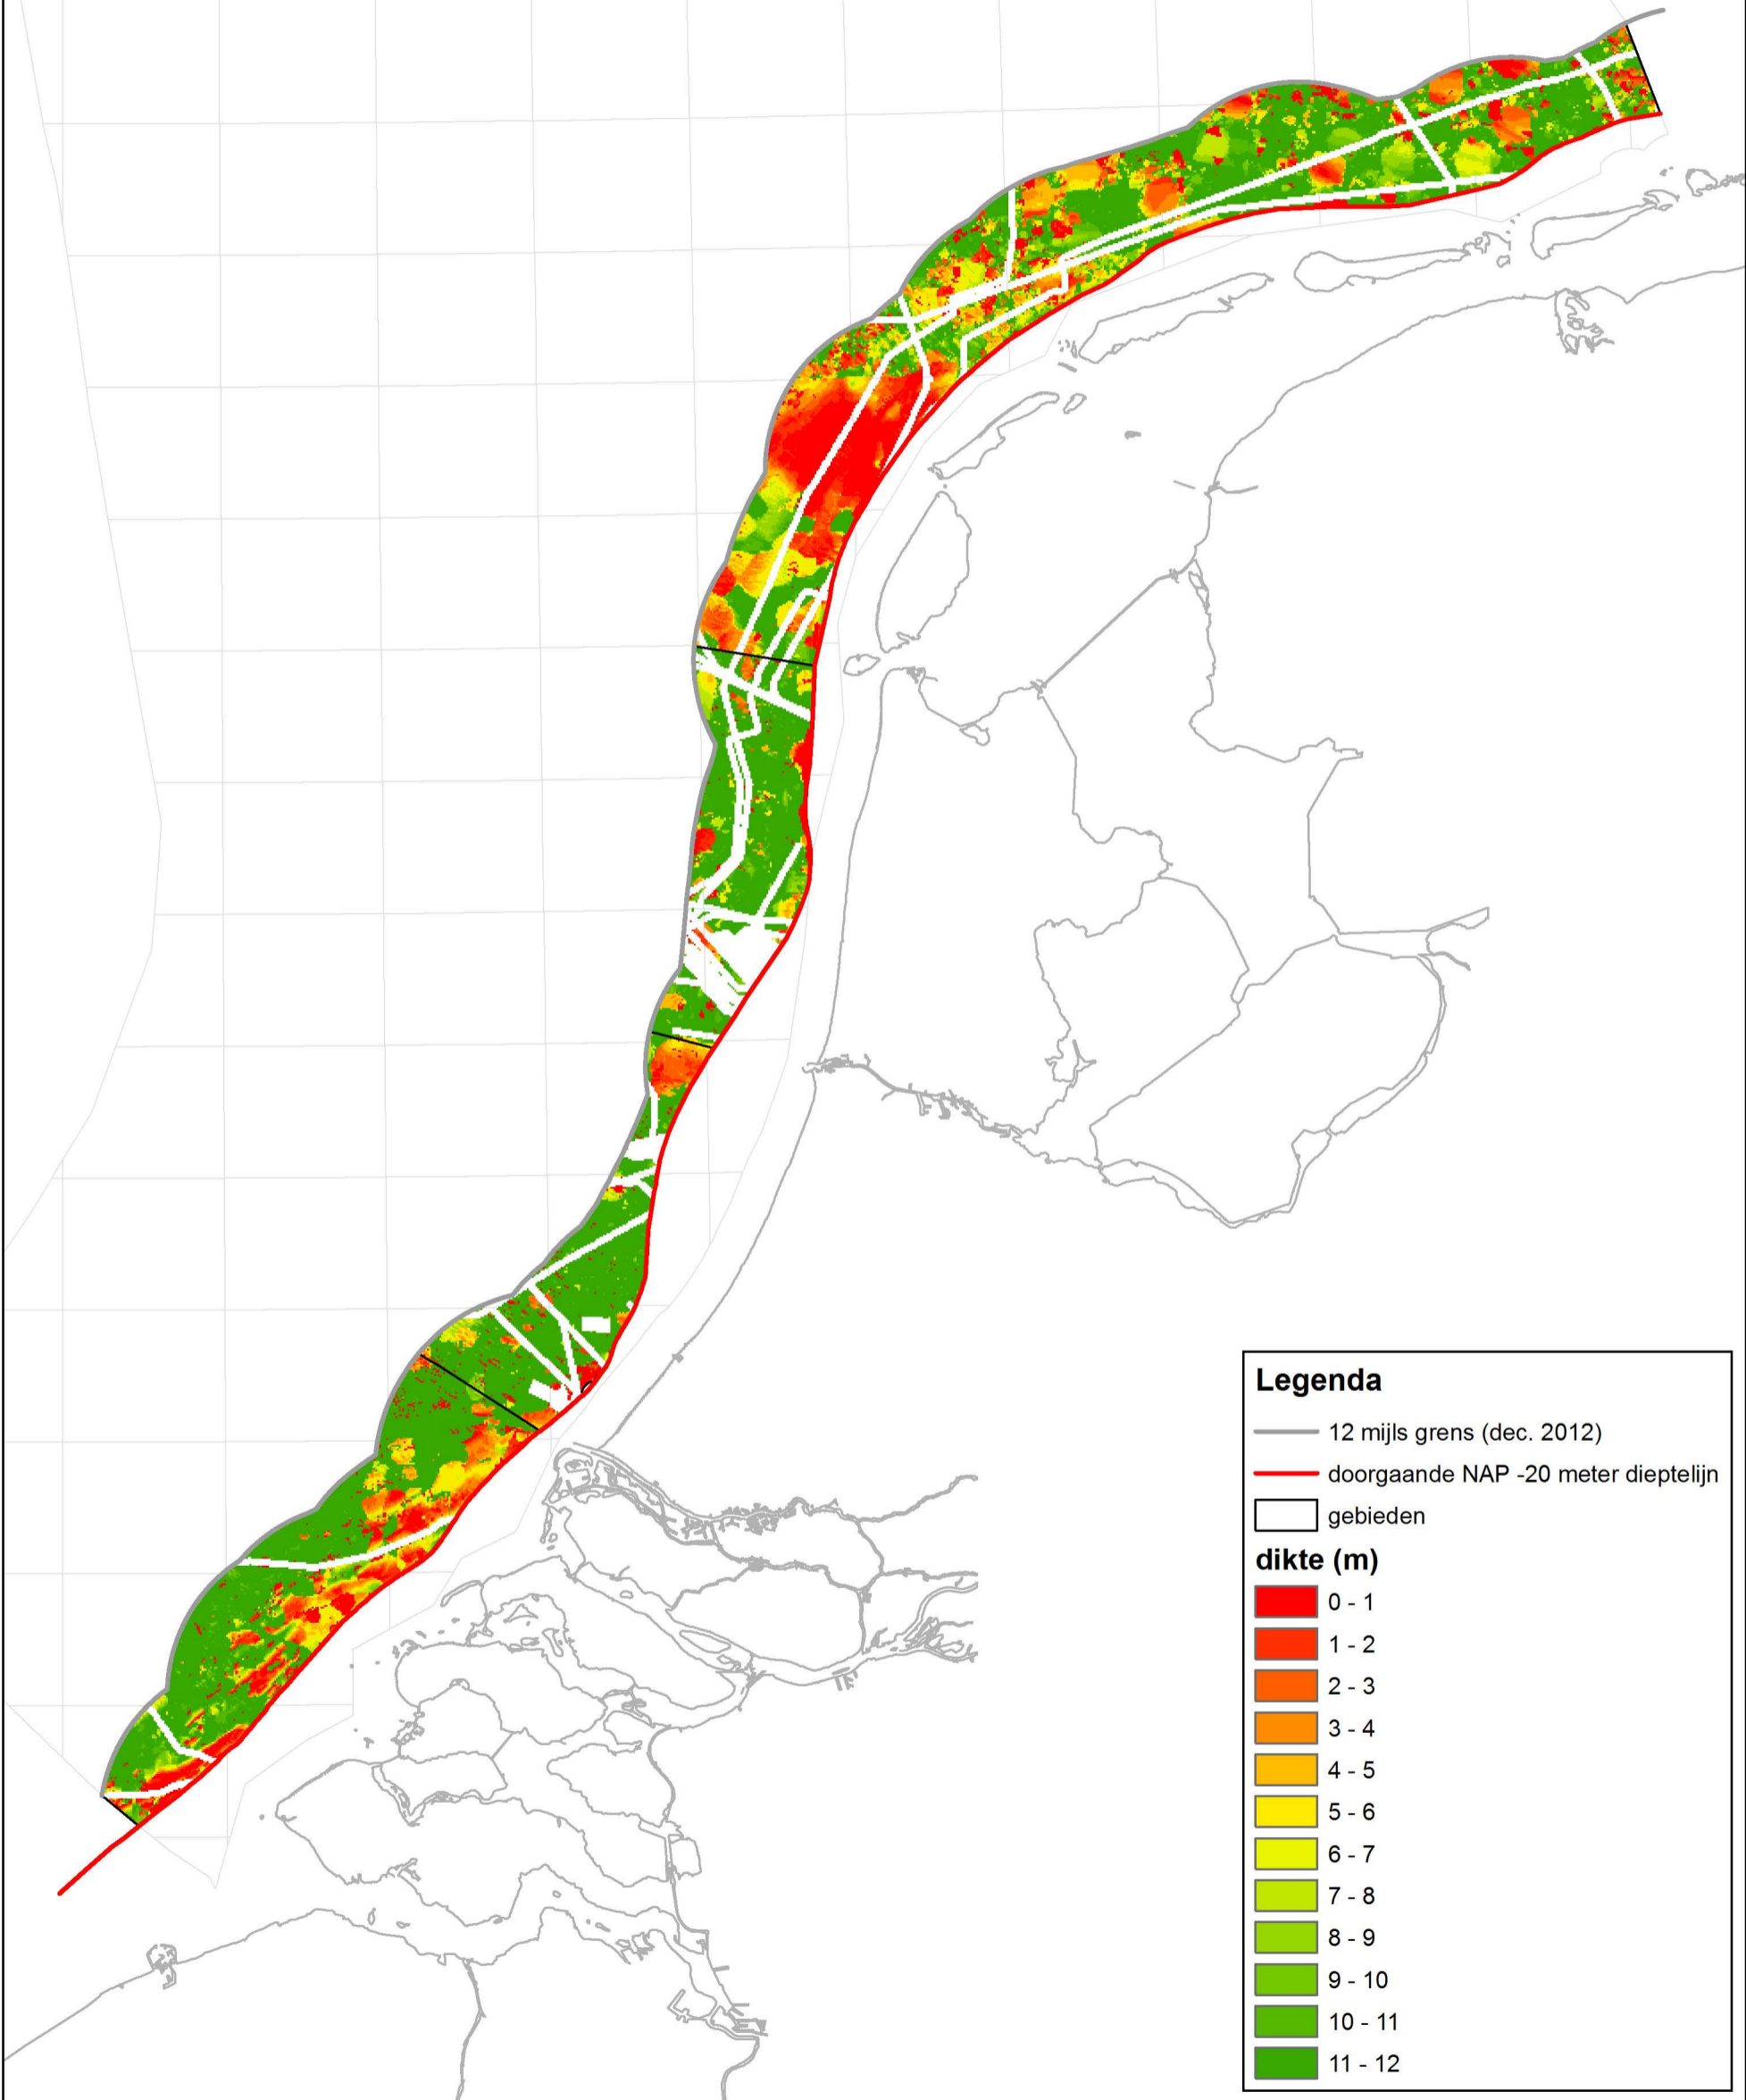 Legenda
12 mijls grens (dec. 2012)
doorgaande NAP -20 meter dieptelijn
gebieden
dikte (m)
0 - 1
1 - 2
2 - 3
3 - 4
4 - 5
5 - 6
6 - 7
7 - 8
8 - 9
9 - 10
10 - 11
11 - 12